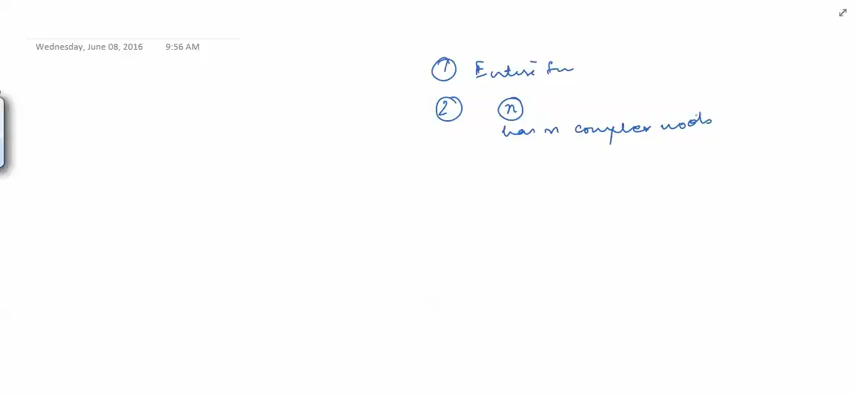 Wednesday, June 08, 2016 9:56 AM
1 Entire fn
2 n
has n complex roots